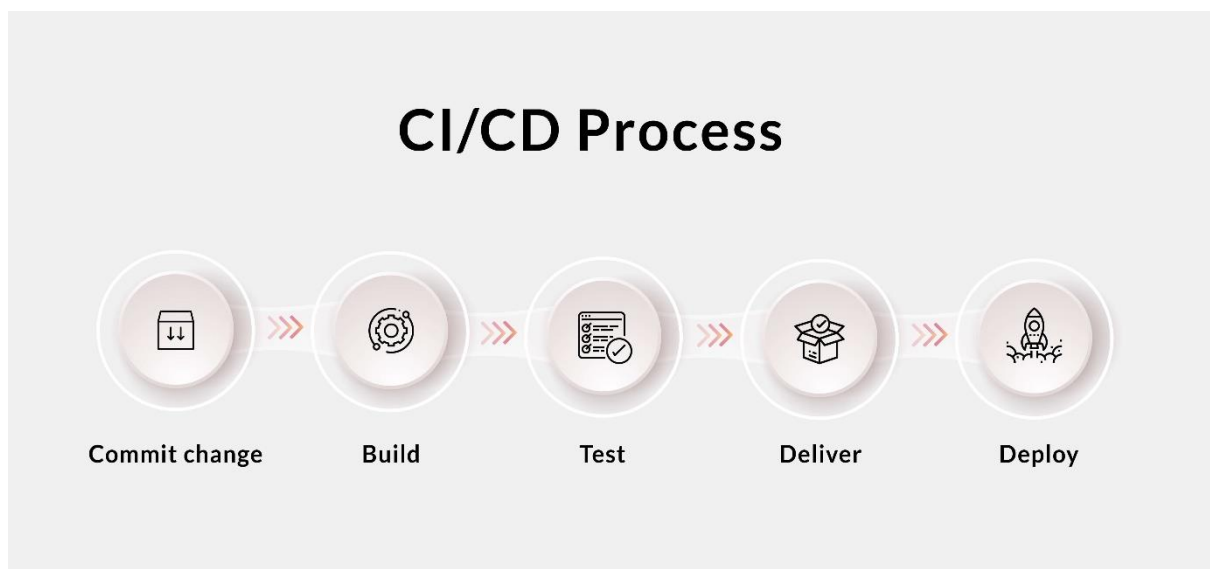 CI/CD Process
Commit change
Build
Test
Deliver
Deploy